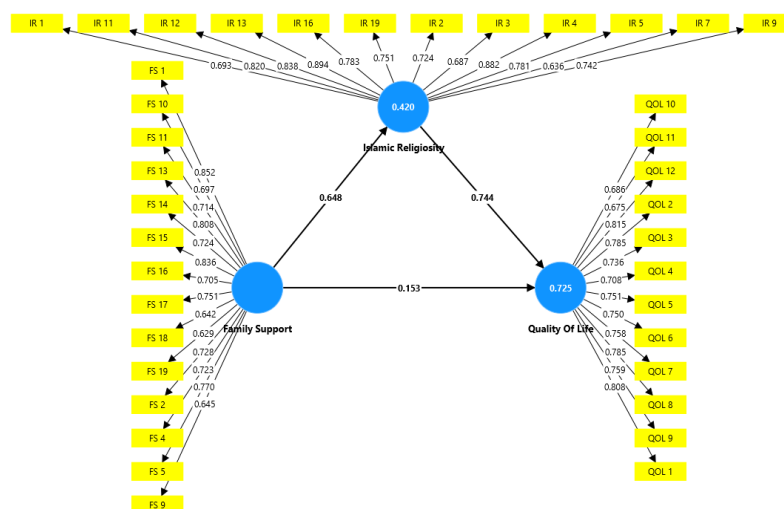 IR 1 IR 11 IR 12 IR 13 IR 16 IR 19 IR 2 IR 3 IR 4 IR 5 IR 7 IR 9
0.693 0.820 0.838 0.894 0.783 0.751 0.724 0.687 0.882 0.781 0.636 0.742
0.420
Islamic Religiosity
FS 1
FS 10
FS 11
FS 13
FS 14
FS 15
FS 16
FS 17
FS 18
FS 19
FS 2
FS 4
FS 5
FS 9
0.852
0.697
0.714
0.808
0.724
0.836
0.705
0.751
0.642
0.629
0.728
0.723
0.770
0.645
Family Support
0.648
0.744
0.153
0.725
Quality Of Life
0.686
0.675
0.815
0.785
0.736
0.708
0.751
0.750
0.758
0.785
0.759
0.808
QOL 10
QOL 11
QOL 12
QOL 2
QOL 3
QOL 4
QOL 5
QOL 6
QOL 7
QOL 8
QOL 9
QOL 1